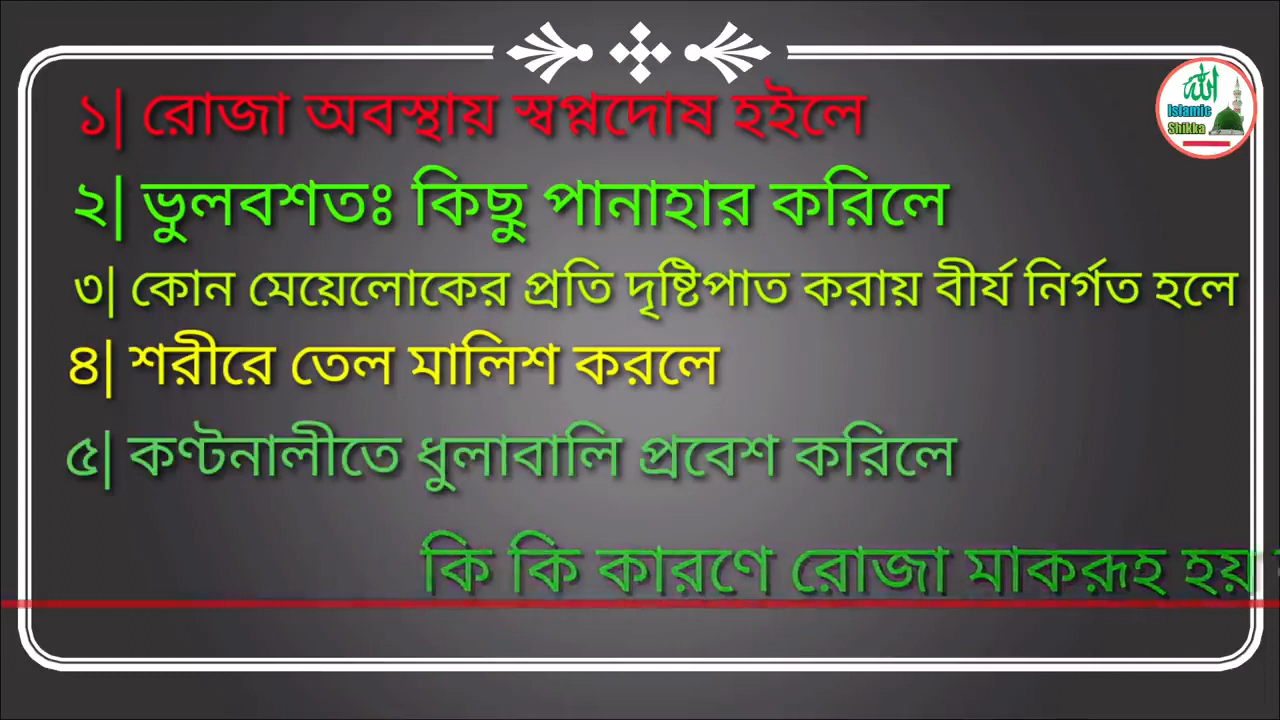 الله
Islamic
Shikka
১| রোজা অবস্থায় স্বপ্নদোষ হইলে
২| ভুলবশতঃ কিছু পানাহার করিলে
৩| কোন মেয়েলোকের প্রতি দৃষ্টিপাত করায় বীর্য নির্গত হলে
৪| শরীরে তেল মালিশ করলে
৫| কণ্টনালীতে ধুলাবালি প্রবেশ করিলে
কি কি কারণে রোজা মাকরূহ হয়